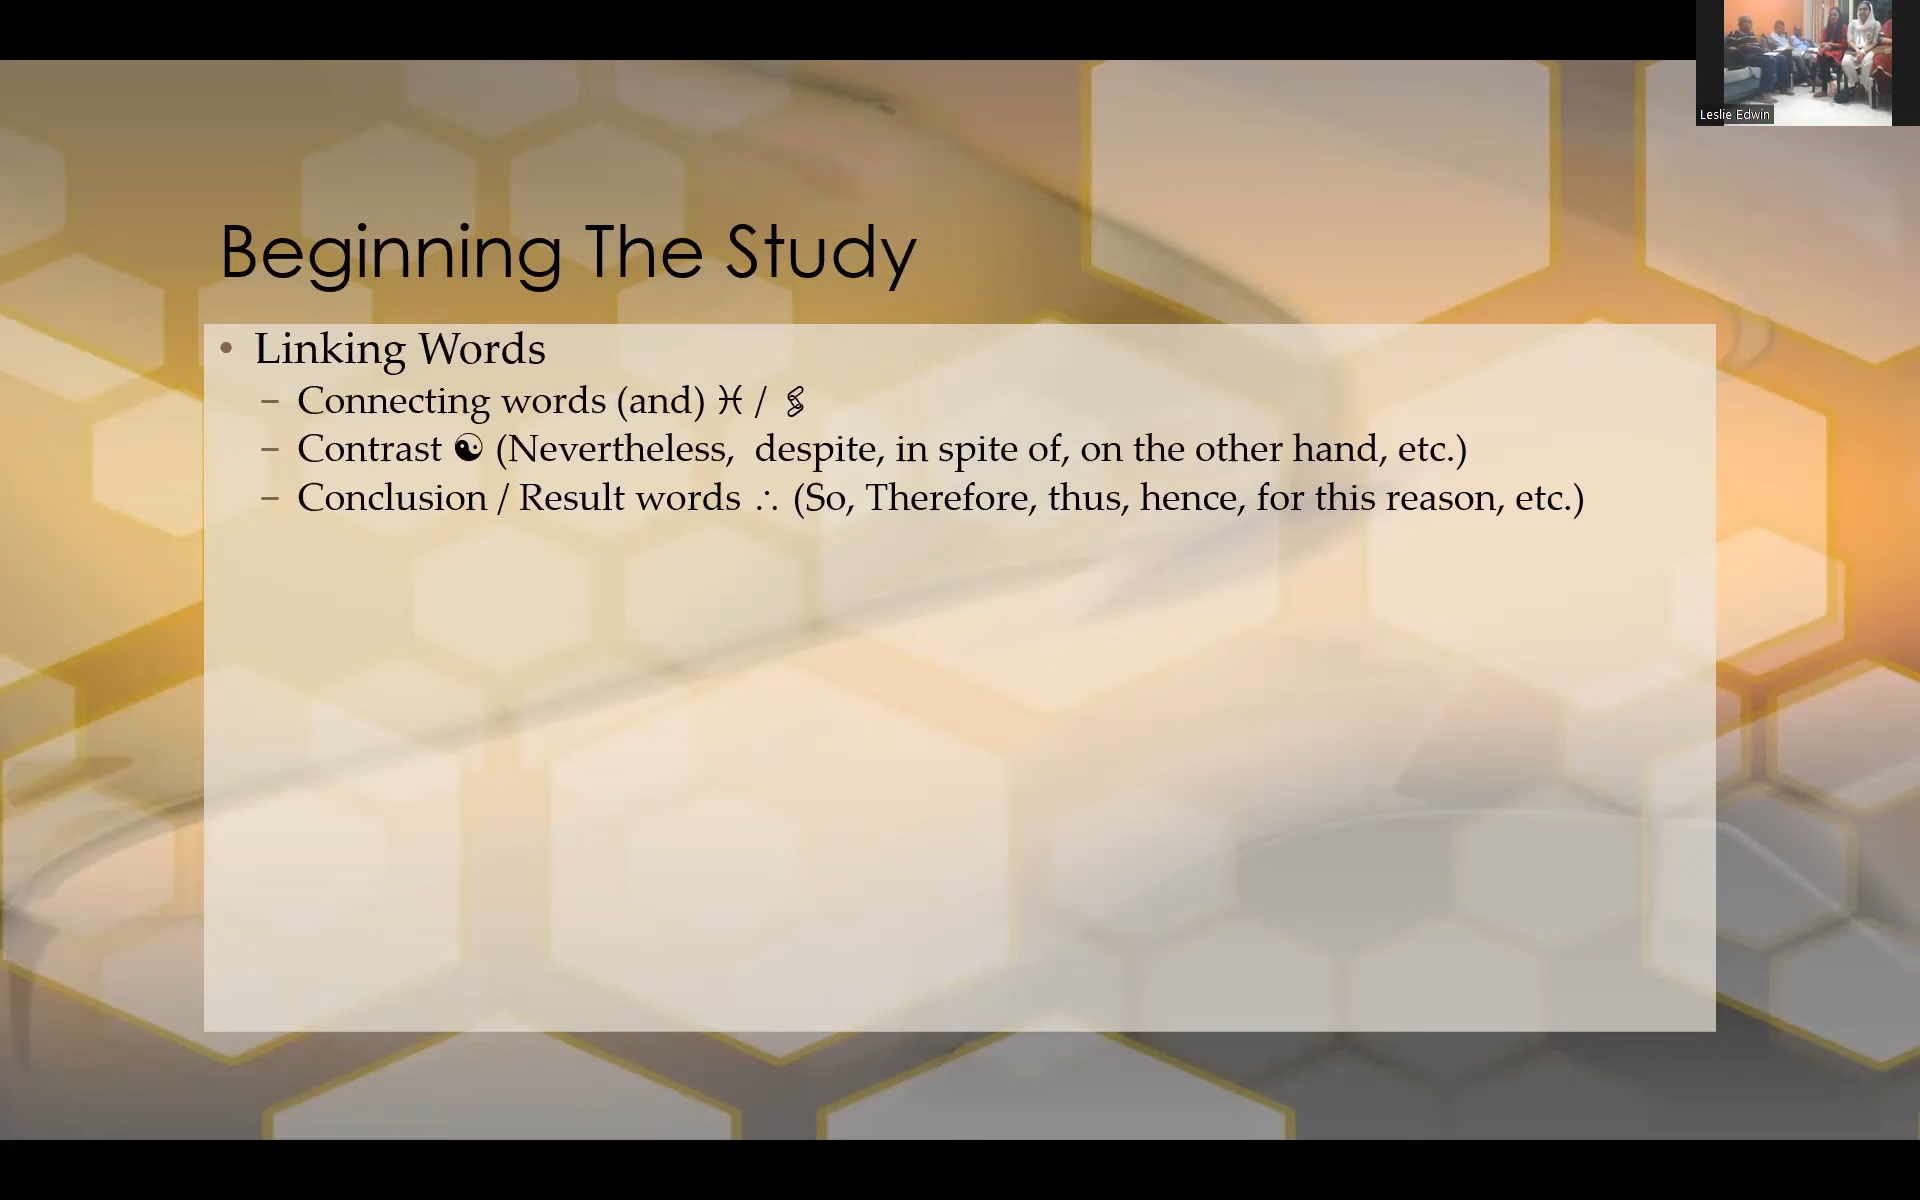 Leslie Edwin
Beginning The Study
• Linking Words
– Connecting words (and) ♓ / 🖇
– Contrast ☯ (Nevertheless,  despite, in spite of, on the other hand, etc.)
– Conclusion / Result words ∴ (So, Therefore, thus, hence, for this reason, etc.)